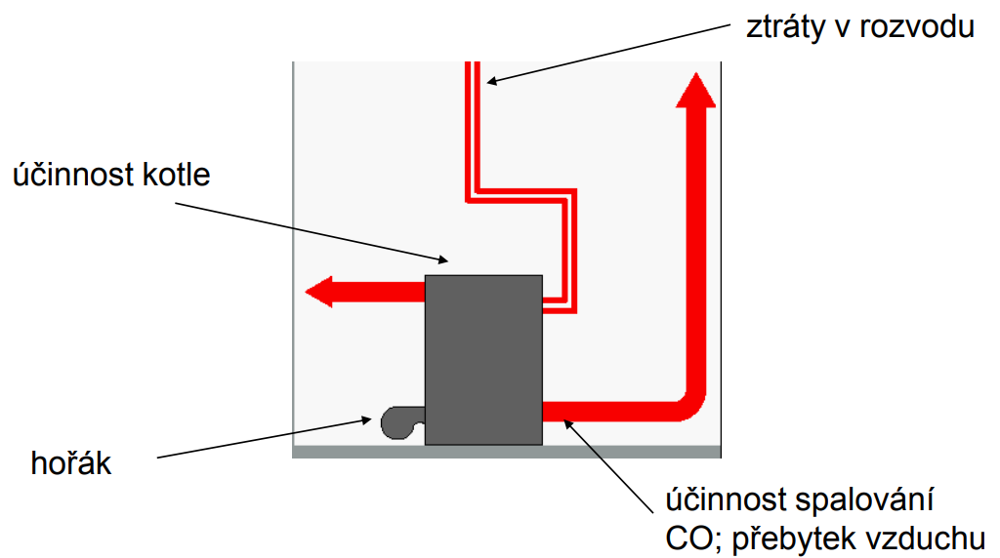 ztráty v rozvodu
účinnost kotle
hořák
účinnost spalování
CO; přebytek vzduchu